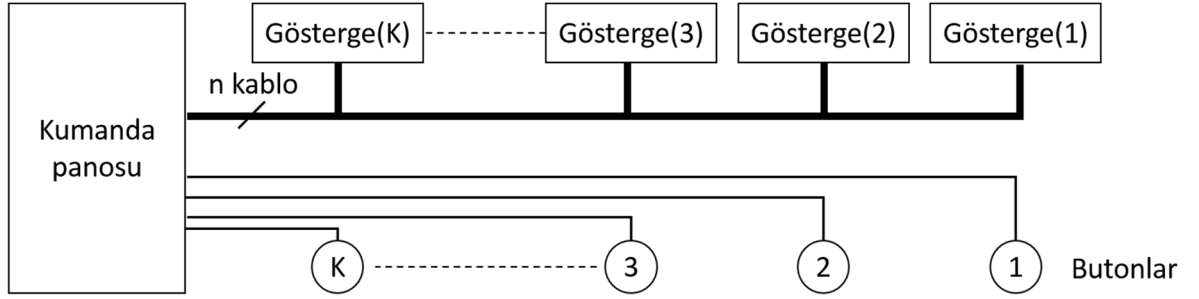 Gösterge(K)
Gösterge(3)
Gösterge(2)
Gösterge(1)
n kablo
Kumanda
panosu
K
3
2
1
Butonlar